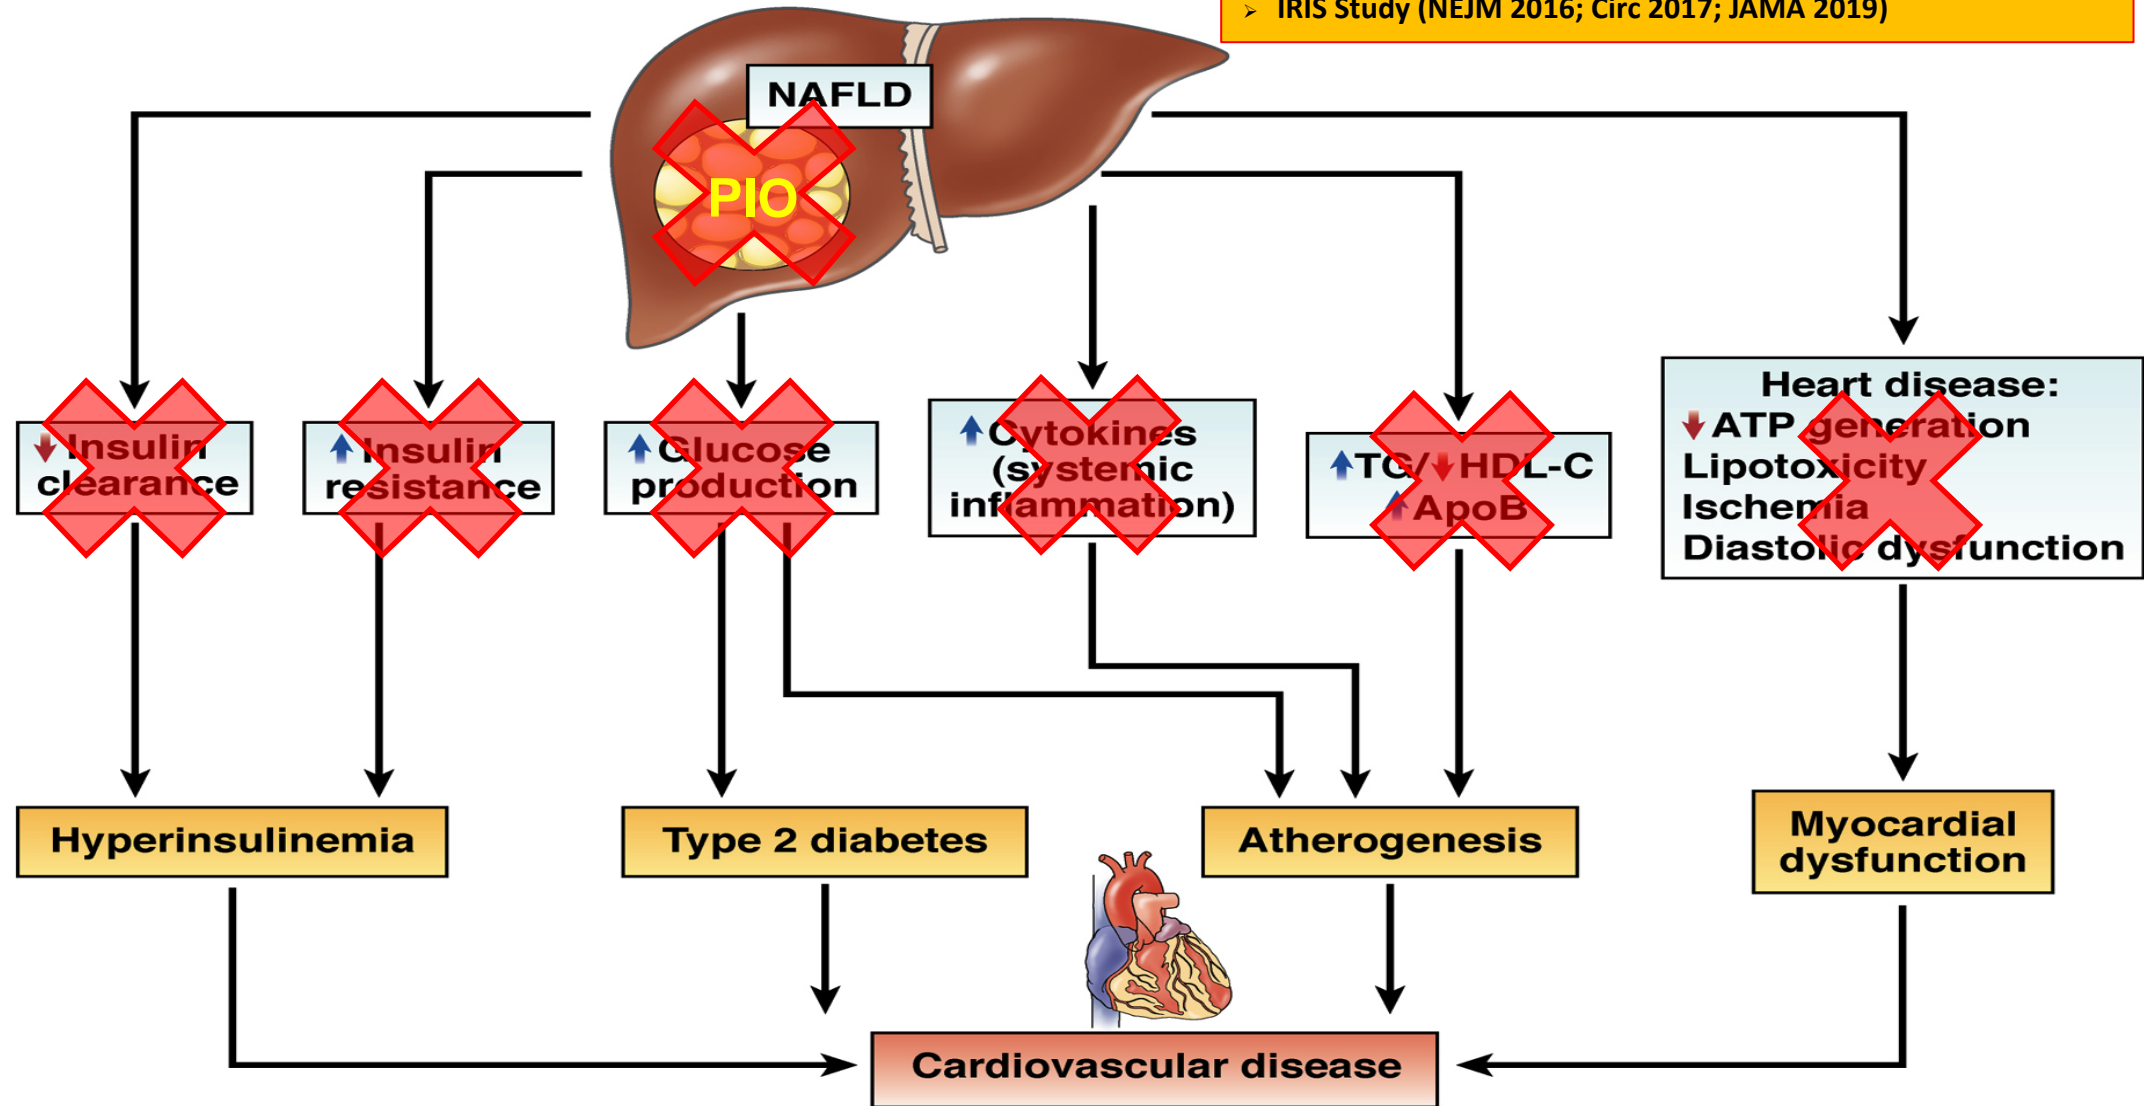 ➢ IRIS Study (NEJM 2016; Circ 2017; JAMA 2019)
NAFLD
PIO
↓ Insulin
clearance
↑ Insulin
resistance
↑ Glucose
production
↑ Cytokines
(systemic
inflammation)
↑ TG/↓ HDL-C
↑ ApoB
Heart disease:
↓ ATP generation
Lipotoxicity
Ischemia
Diastolic dysfunction
Hyperinsulinemia
Type 2 diabetes
Atherogenesis
Myocardial
dysfunction
Cardiovascular disease